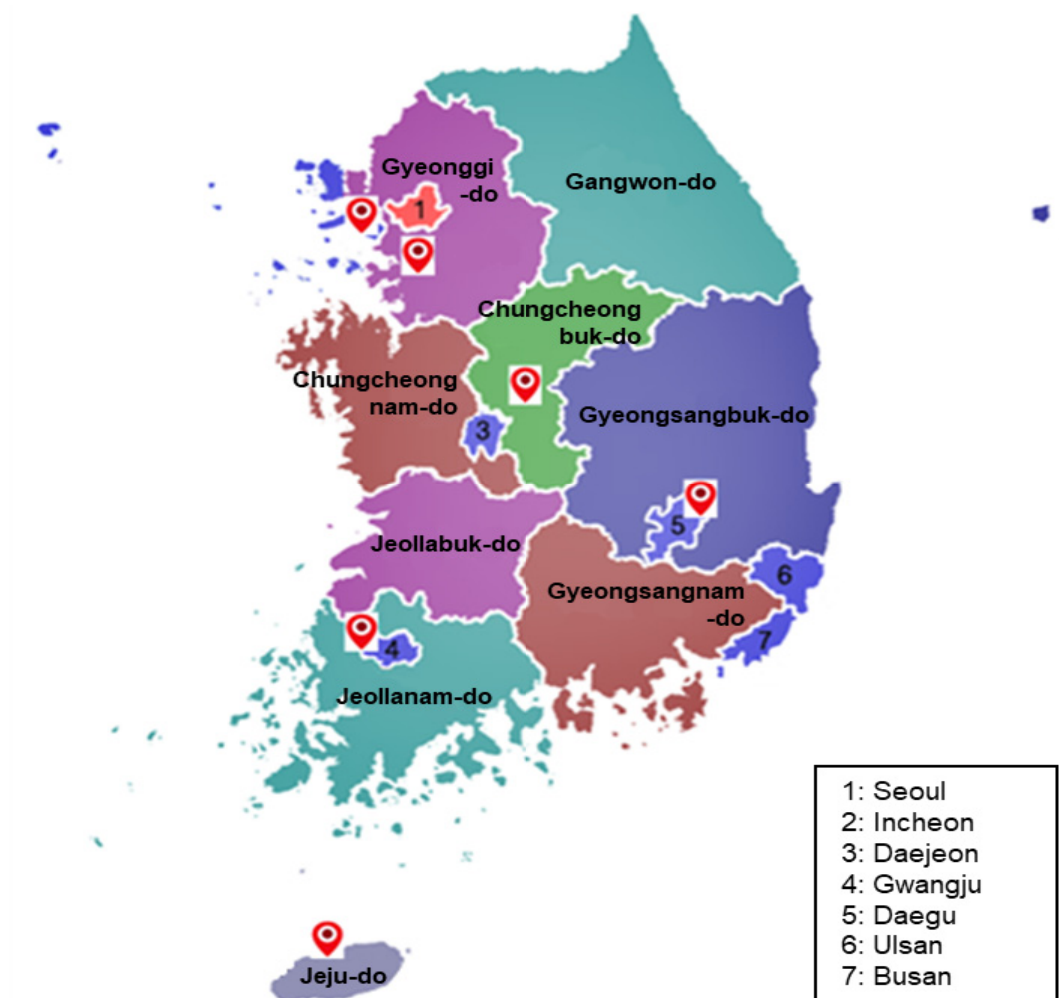 Gyeonggi
-do
Gangwon-do
1
Chungcheong
buk-do
Chungcheong
nam-do
Gyeongsangbuk-do
3
5
Jeollabuk-do
6
Gyeongsangnam
-do
7
4
Jeollanam-do
Jeju-do
1: Seoul
2: Incheon
3: Daejeon
4: Gwangju
5: Daegu
6: Ulsan
7: Busan